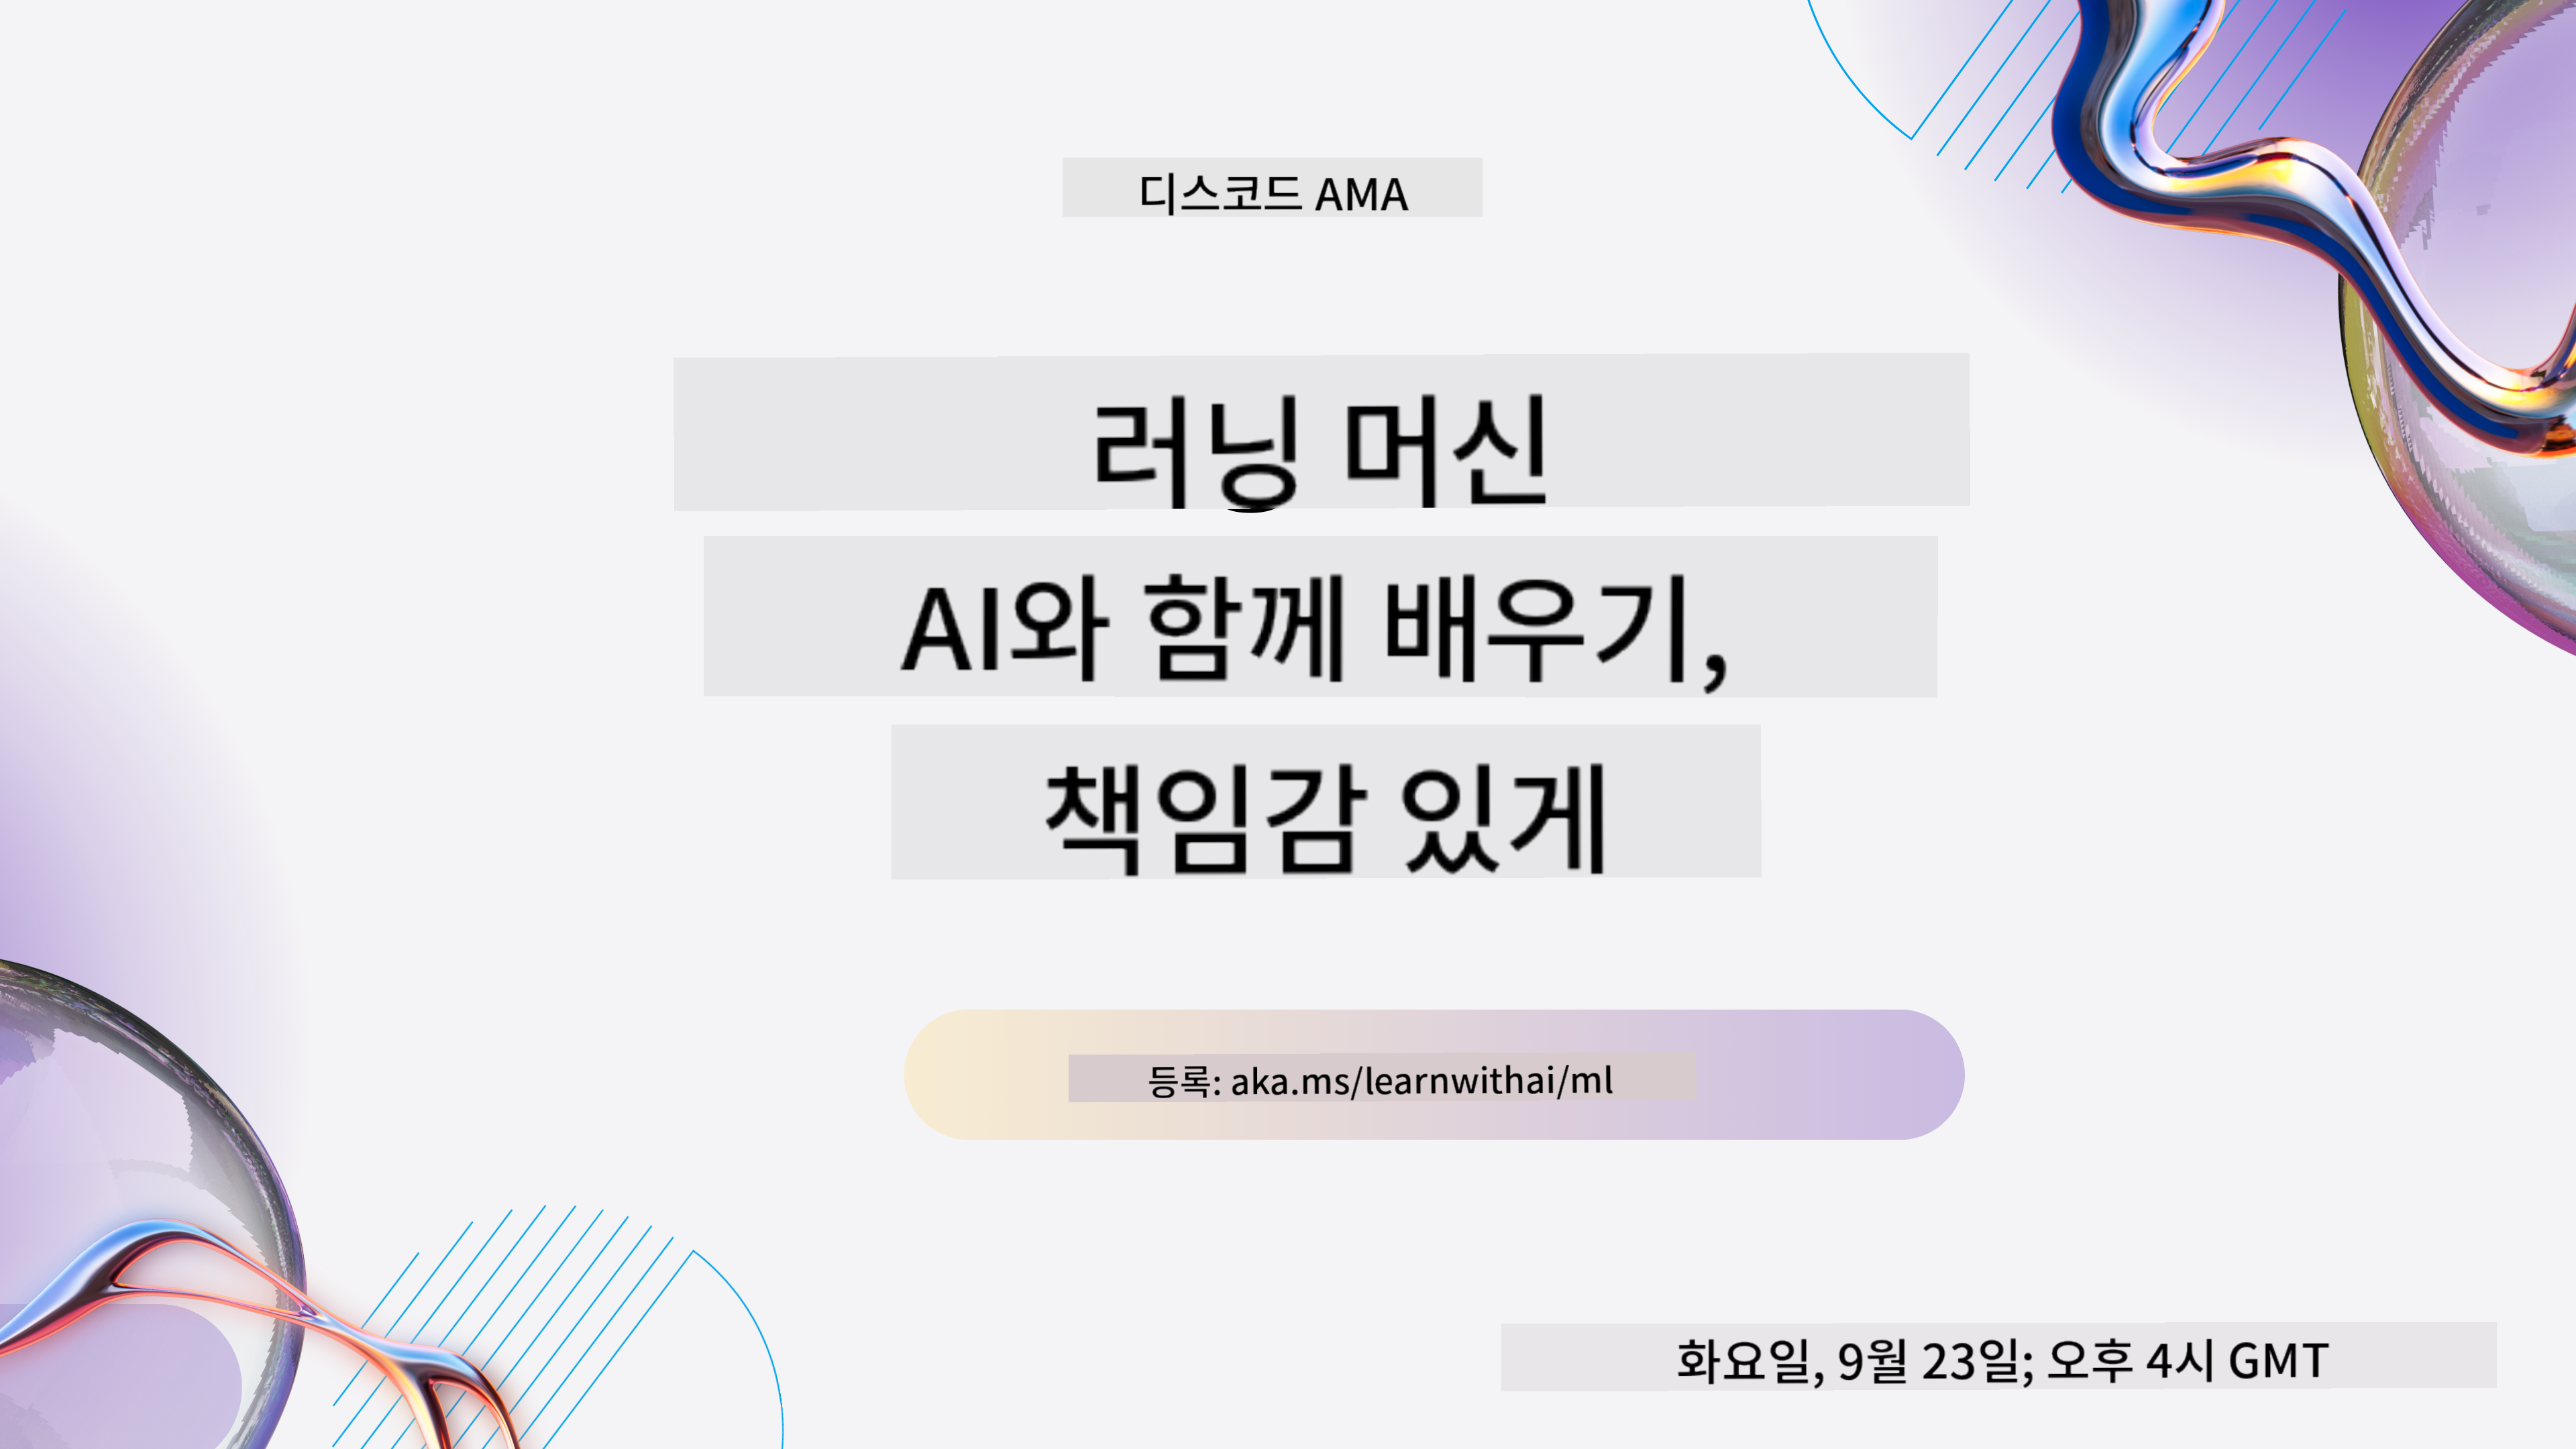 디스코드 AMA
러닝 머신
AI와 함께 배우기,
책임감 있게
등록: aka.ms/learnwithai/ml
화요일, 9월 23일; 오후 4시 GMT